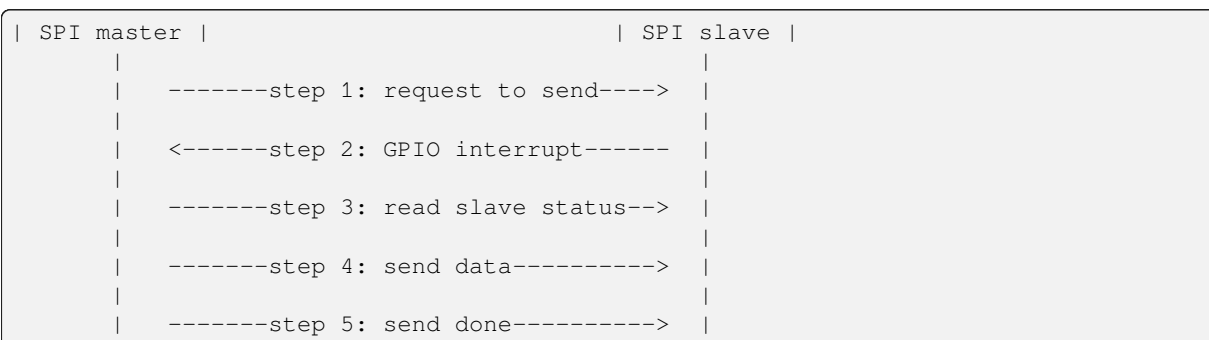 | SPI master |                                 | SPI slave |
       |                                              |
       |   -------step 1: request to send---->   |
       |                                              |
       |   <------step 2: GPIO interrupt------   |
       |                                              |
       |   -------step 3: read slave status-->   |
       |                                              |
       |   -------step 4: send data---------->   |
       |                                              |
       |   -------step 5: send done---------->   |